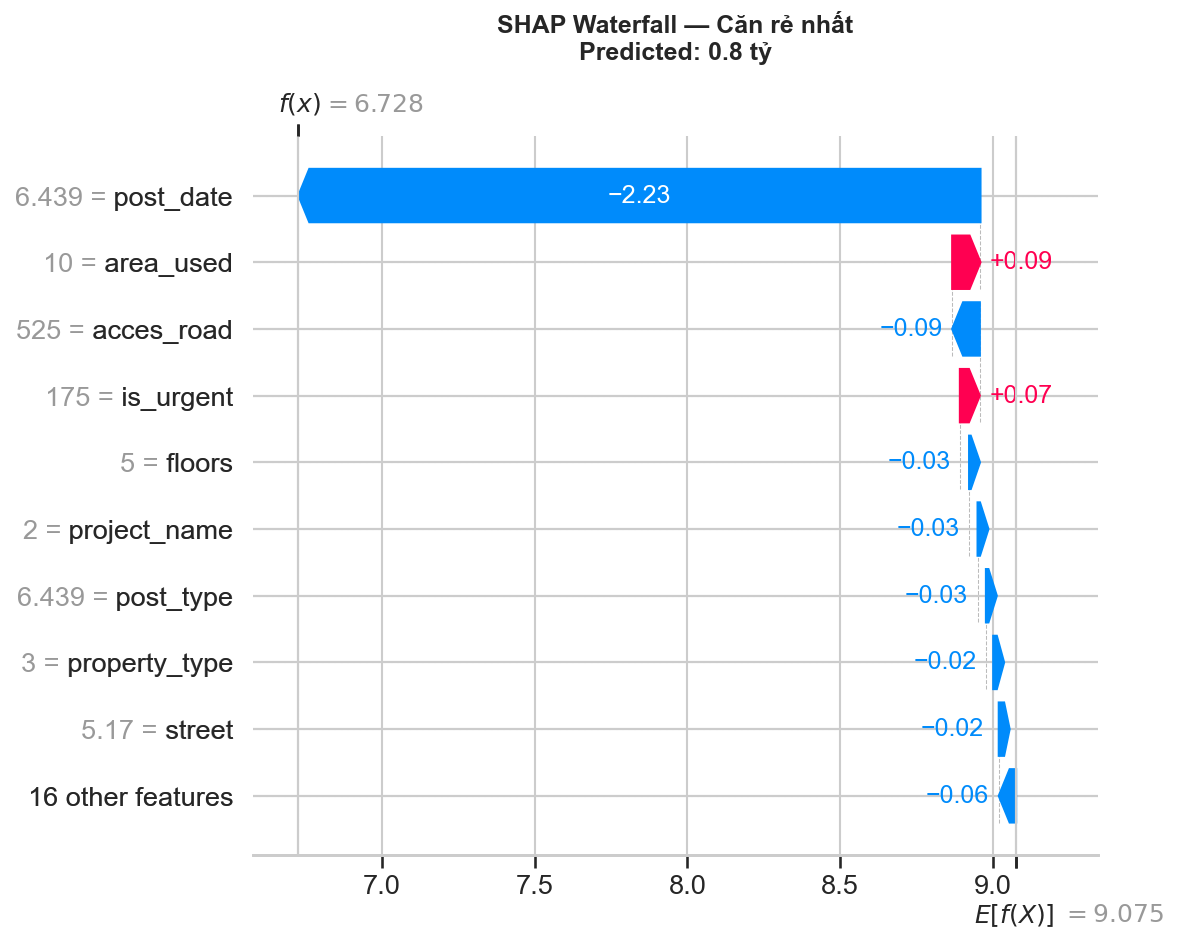 SHAP Waterfall — Căn rẻ nhất
Predicted: 0.8 tỷ
f(x) = 6.728
6.439 = post_date
−2.23
10 = area_used
+0.09
525 = acces_road
−0.09
175 = is_urgent
+0.07
5 = floors
−0.03
2 = project_name
−0.03
6.439 = post_type
−0.03
3 = property_type
−0.02
5.17 = street
−0.02
16 other features
−0.06
7.0 7.5 8.0 8.5 9.0
E[f(X)] = 9.075